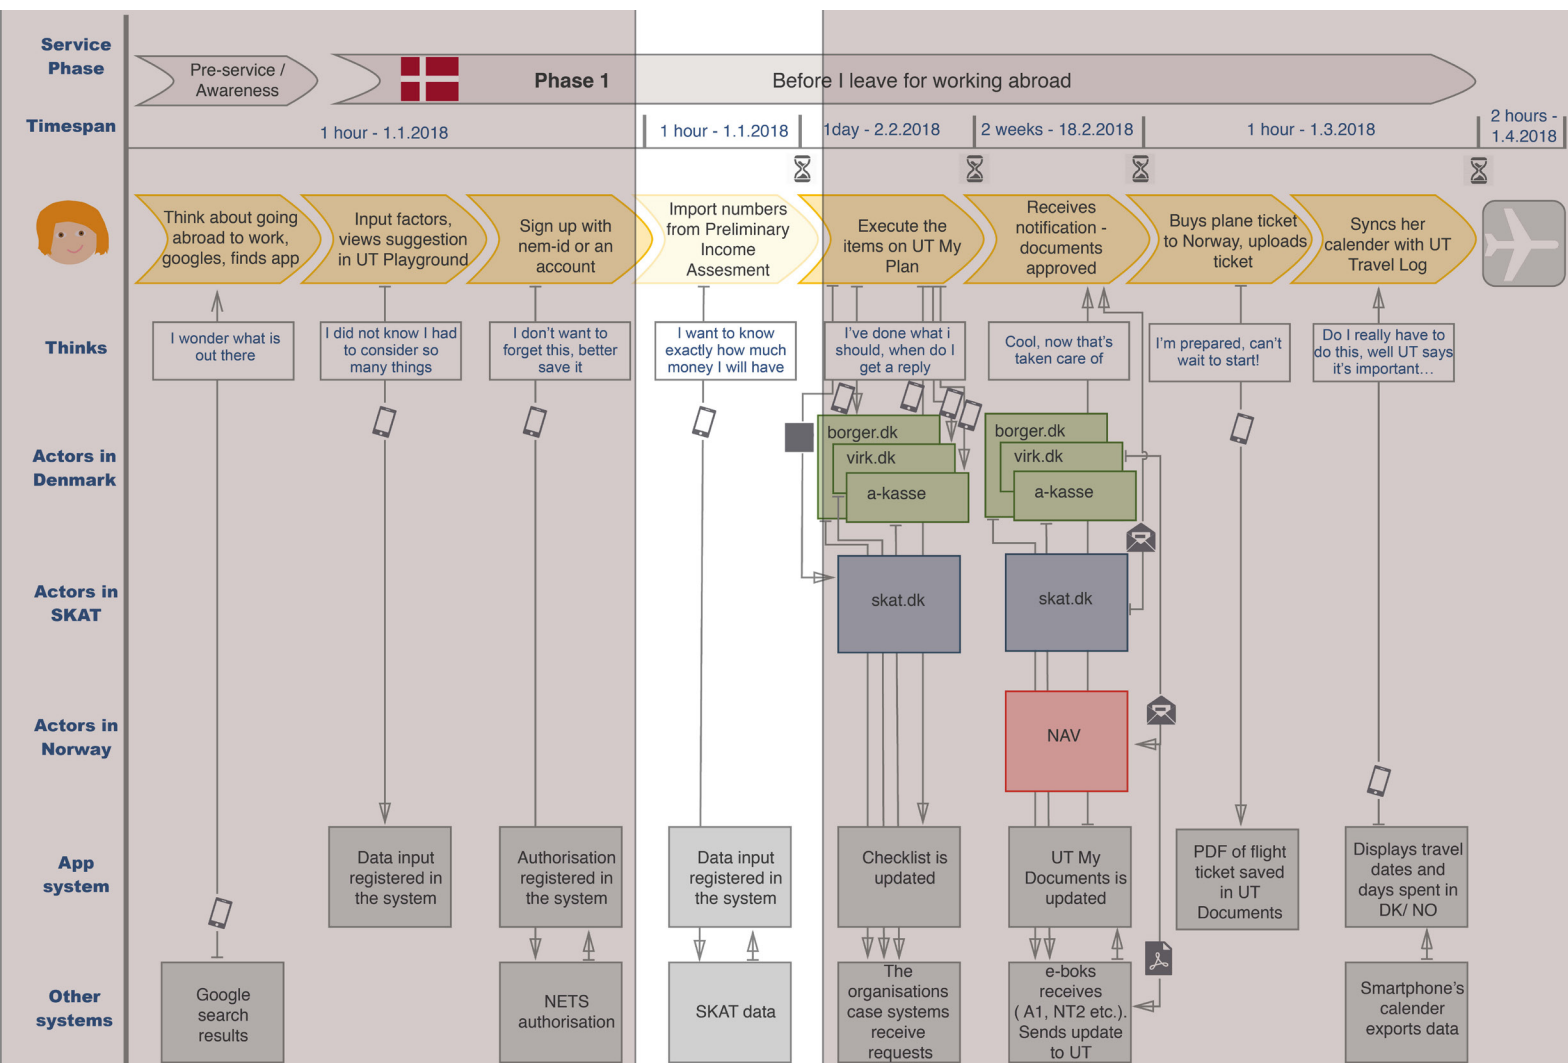 Service
Phase
Pre-service /
Awareness
Phase 1
Before I leave for working abroad
Timespan
1 hour - 1.1.2018
1 hour - 1.1.2018
1day - 2.2.2018
2 weeks - 18.2.2018
1 hour - 1.3.2018
2 hours -
1.4.2018
Think about going
abroad to work,
googles, finds app
Input factors,
views suggestion
in UT Playground
Sign up with
nem-id or an
account
Import numbers
from Preliminary
Income
Assesment
Execute the
items on UT My
Plan
Receives
notification -
documents
approved
Buys plane ticket
to Norway, uploads
ticket
Syncs her
calender with UT
Travel Log
Thinks
I wonder what is
out there
I did not know I had
to consider so
many things
I don't want to
forget this, better
save it
I want to know
exactly how much
money I will have
I've done what i
should, when do I
get a reply
Cool, now that's
taken care of
I'm prepared, can't
wait to start!
Do I really have to
do this, well UT says
it's important…
Actors in
Denmark
borger.dk
virk.dk
a-kasse
borger.dk
virk.dk
a-kasse
Actors in
SKAT
skat.dk
skat.dk
Actors in
Norway
NAV
App
system
Data input
registered in
the system
Authorisation
registered in
the system
Data input
registered in
the system
Checklist is
updated
UT My
Documents is
updated
PDF of flight
ticket saved
in UT
Documents
Displays travel
dates and
days spent in
DK/ NO
Other
systems
Google
search
results
NETS
authorisation
SKAT data
The
organisations
case systems
receive
requests
e-boks
receives
( A1, NT2 etc.).
Sends update
to UT
Smartphone's
calender
exports data